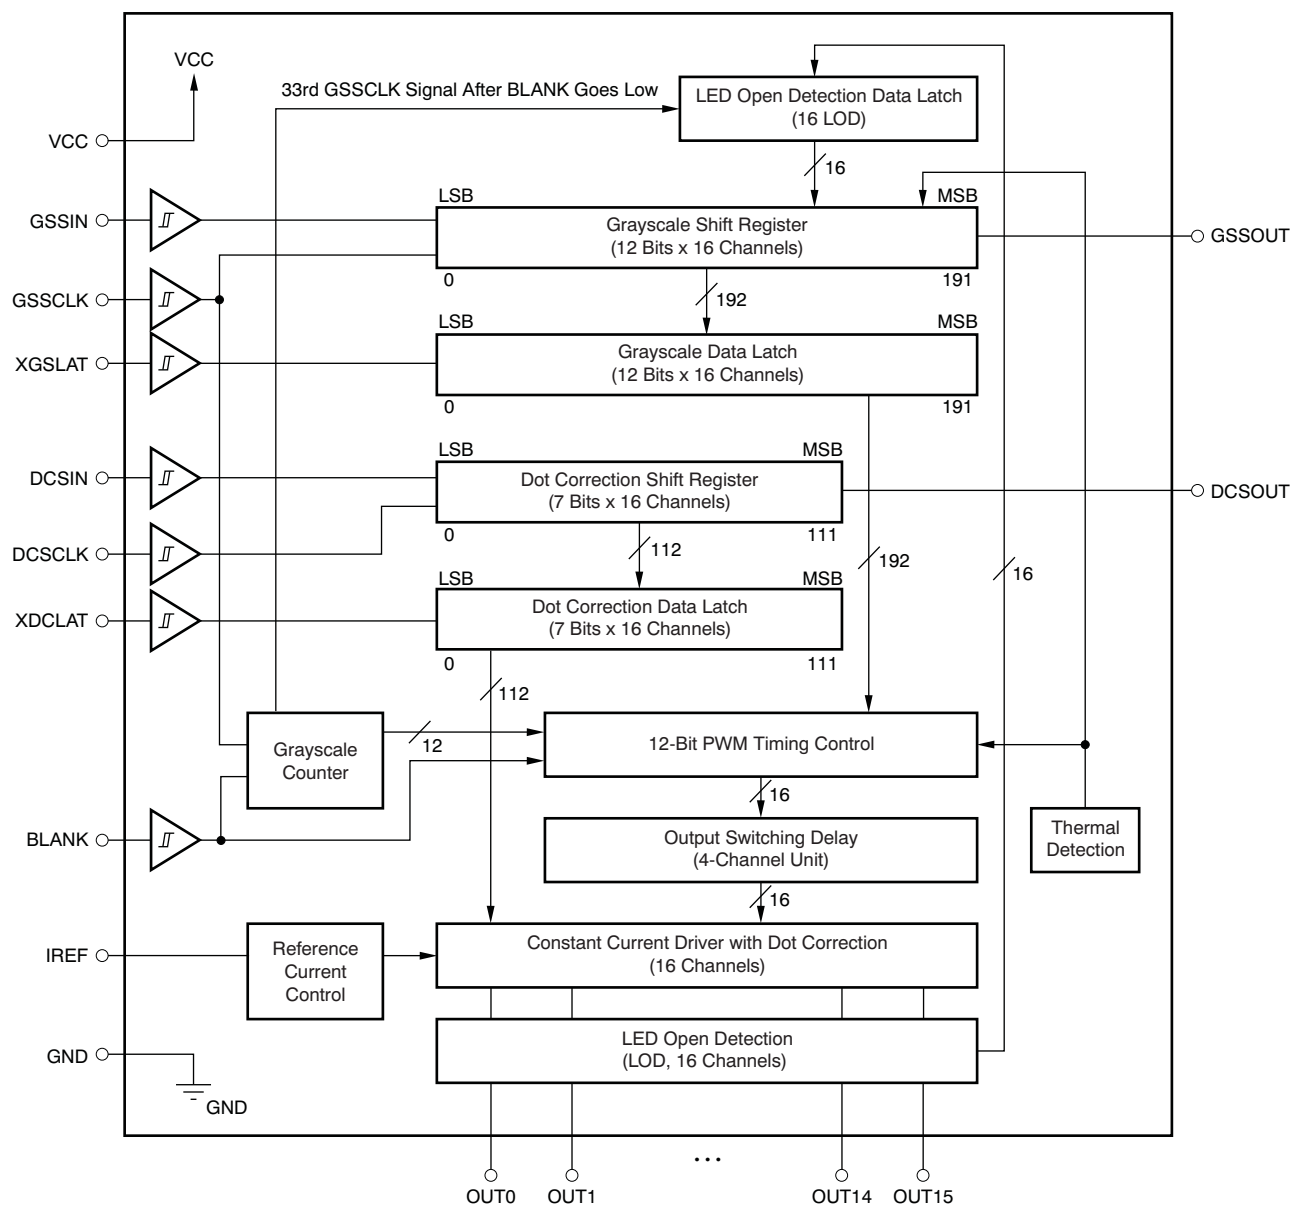 VCC
33rd GSSCLK Signal After BLANK Goes Low
LED Open Detection Data Latch
(16 LOD)
VCC
16
LSB
MSB
GSSIN
Grayscale Shift Register
(12 Bits x 16 Channels)
GSSOUT
0
191
GSSCLK
192
LSB
MSB
XGSLAT
Grayscale Data Latch
(12 Bits x 16 Channels)
0
191
LSB
MSB
DCSIN
Dot Correction Shift Register
(7 Bits x 16 Channels)
DCSOUT
0
111
DCSCLK
112
192
16
LSB
MSB
XDCLAT
Dot Correction Data Latch
(7 Bits x 16 Channels)
0
111
112
Grayscale
Counter
12
12-Bit PWM Timing Control
16
BLANK
Output Switching Delay
(4-Channel Unit)
Thermal
Detection
16
IREF
Reference
Current
Control
Constant Current Driver with Dot Correction
(16 Channels)
GND
GND
LED Open Detection
(LOD, 16 Channels)
...
OUT0
OUT1
OUT14
OUT15